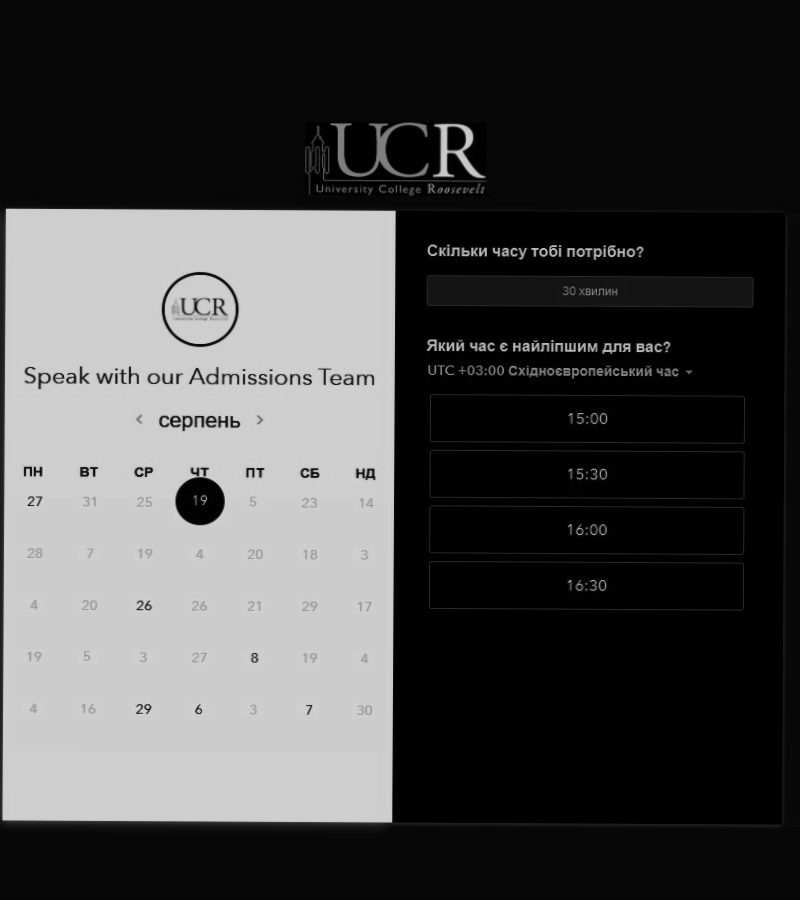 UCR
University College Roosevelt
UCR
Speak with our Admissions Team
серпень
ПН ВТ СР ЧТ ПТ СБ НД
27 31 25 19 5 23 14
28 7 19 4 20 18 3
4 20 26 26 21 29 17
19 5 3 27 8 19 4
4 16 29 6 3 7 30
Скільки часу тобі потрібно?
30 хвилин
Який час є найліпшим для вас?
UTC +03:00 Східноєвропейський час
15:00
15:30
16:00
16:30